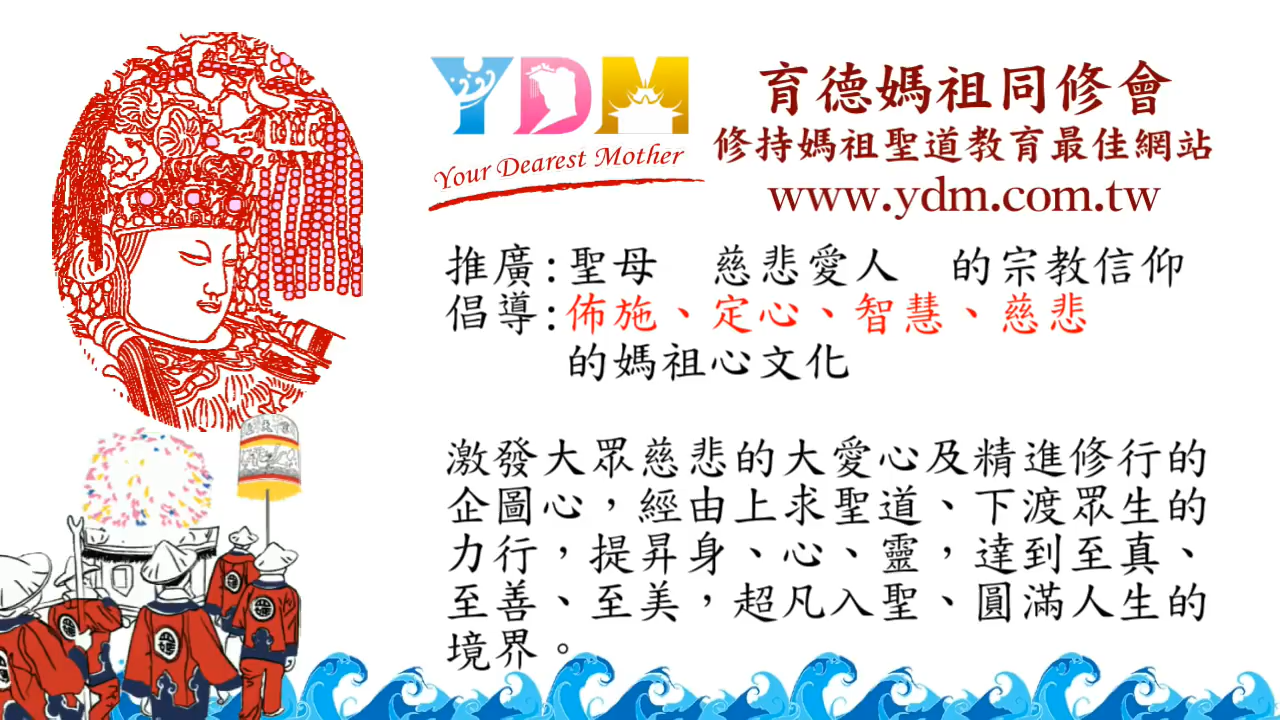 YDM
Your Dearest Mother
育德媽祖同修會
修持媽祖聖道教育最佳網站
www.ydm.com.tw
推廣:聖母　慈悲愛人　的宗教信仰
倡導:佈施、定心、智慧、慈悲
的媽祖心文化
激發大眾慈悲的大愛心及精進修行的
企圖心，經由上求聖道、下渡眾生的
力行，提昇身、心、靈，達到至真、
至善、至美，超凡入聖、圓滿人生的
境界。